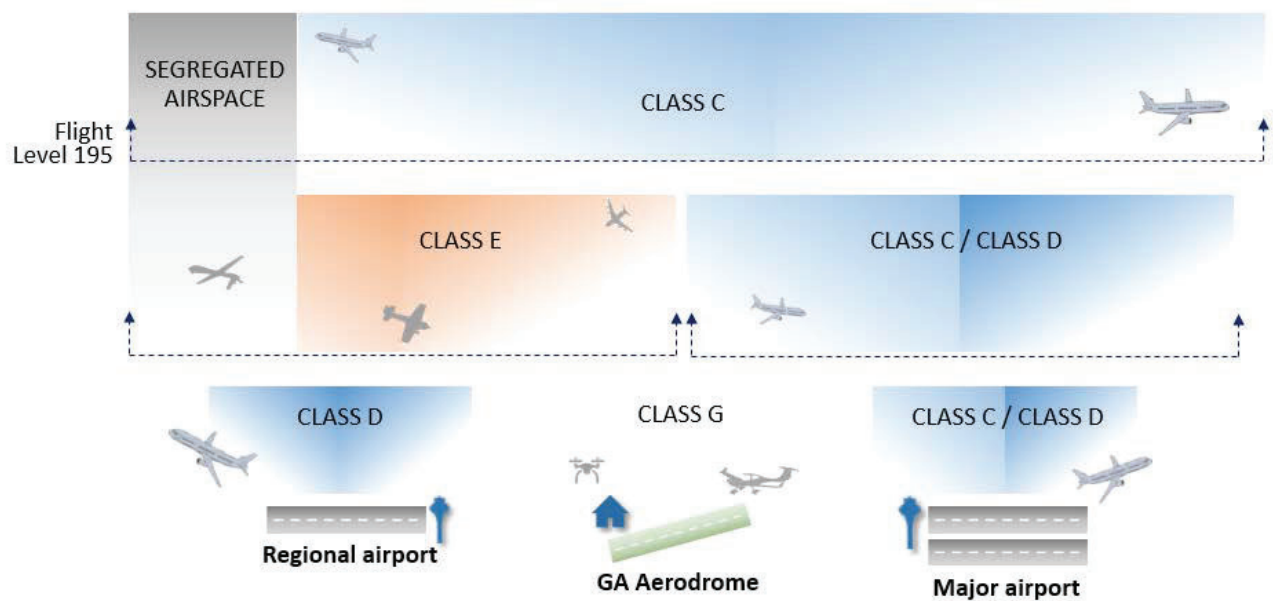 SEGREGATED
AIRSPACE
CLASS C
Flight
Level 195
CLASS E
CLASS C / CLASS D
CLASS D
CLASS G
CLASS C / CLASS D
Regional airport
GA Aerodrome
Major airport